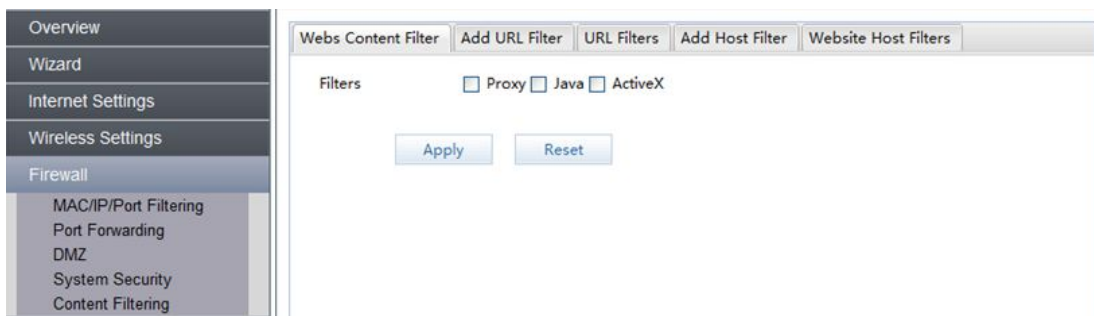 Overview
Wizard
Internet Settings
Wireless Settings
Firewall
MAC/IP/Port Filtering
Port Forwarding
DMZ
System Security
Content Filtering
Webs Content Filter Add URL Filter URL Filters Add Host Filter Website Host Filters
Filters Proxy Java ActiveX
Apply Reset